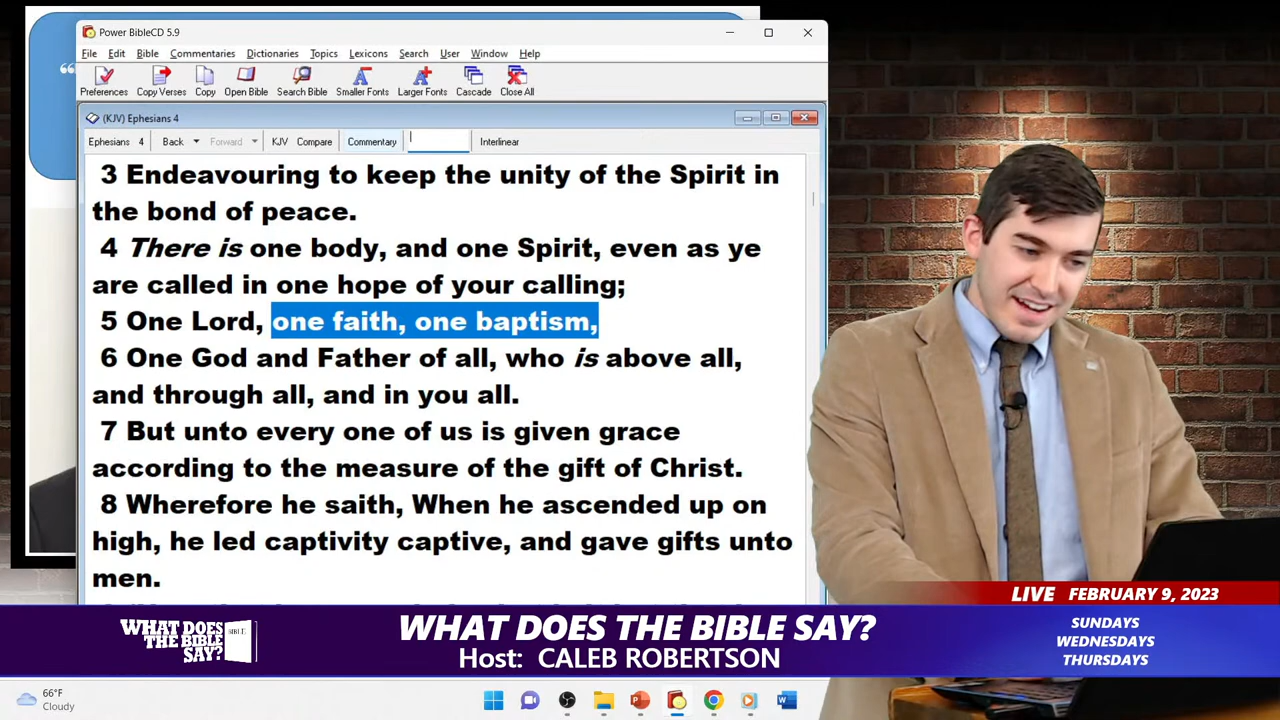 “
Power BibleCD 5.9
File Edit Bible Commentaries Dictionaries Topics Lexicons Search User Window Help
Preferences Copy Verses Copy Open Bible Search Bible Smaller Fonts Larger Fonts Cascade Close All
(KJV) Ephesians 4
Ephesians 4 Back Forward KJV Compare Commentary Interlinear
3 Endeavouring to keep the unity of the Spirit in
the bond of peace.
4 There is one body, and one Spirit, even as ye
are called in one hope of your calling;
5 One Lord, one faith, one baptism,
6 One God and Father of all, who is above all,
and through all, and in you all.
7 But unto every one of us is given grace
according to the measure of the gift of Christ.
8 Wherefore he saith, When he ascended up on
high, he led captivity captive, and gave gifts unto
men.
LIVE FEBRUARY 9, 2023
WHAT DOES
THE BIBLE
SAY?
BIBLE
WHAT DOES THE BIBLE SAY?
Host: CALEB ROBERTSON
SUNDAYS
WEDNESDAYS
THURSDAYS
66°F
Cloudy